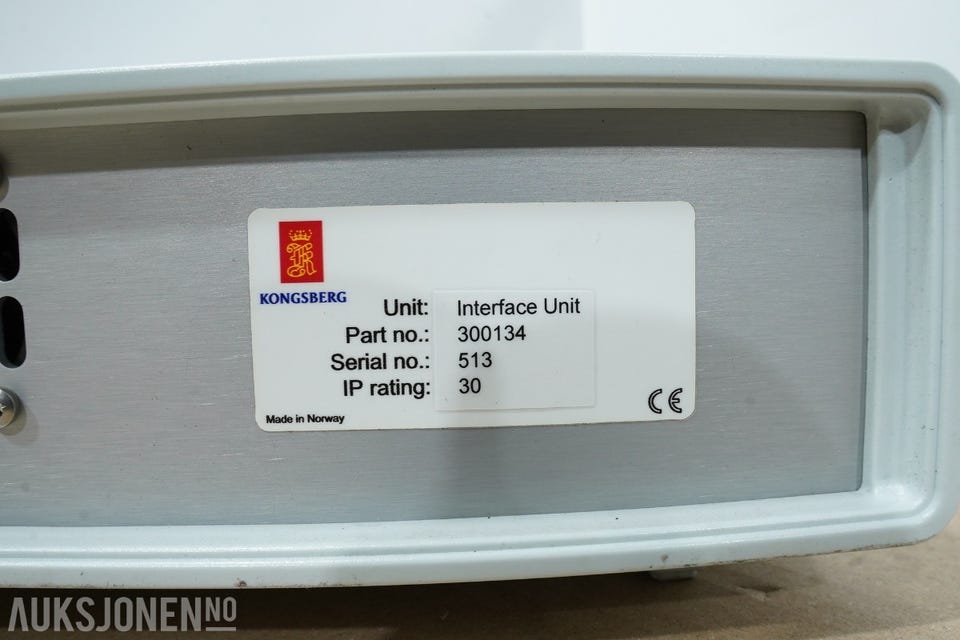 KONGSBERG
Unit: Interface Unit
Part no.: 300134
Serial no.: 513
IP rating: 30
Made in Norway
CE
AUKSJONEN.NO